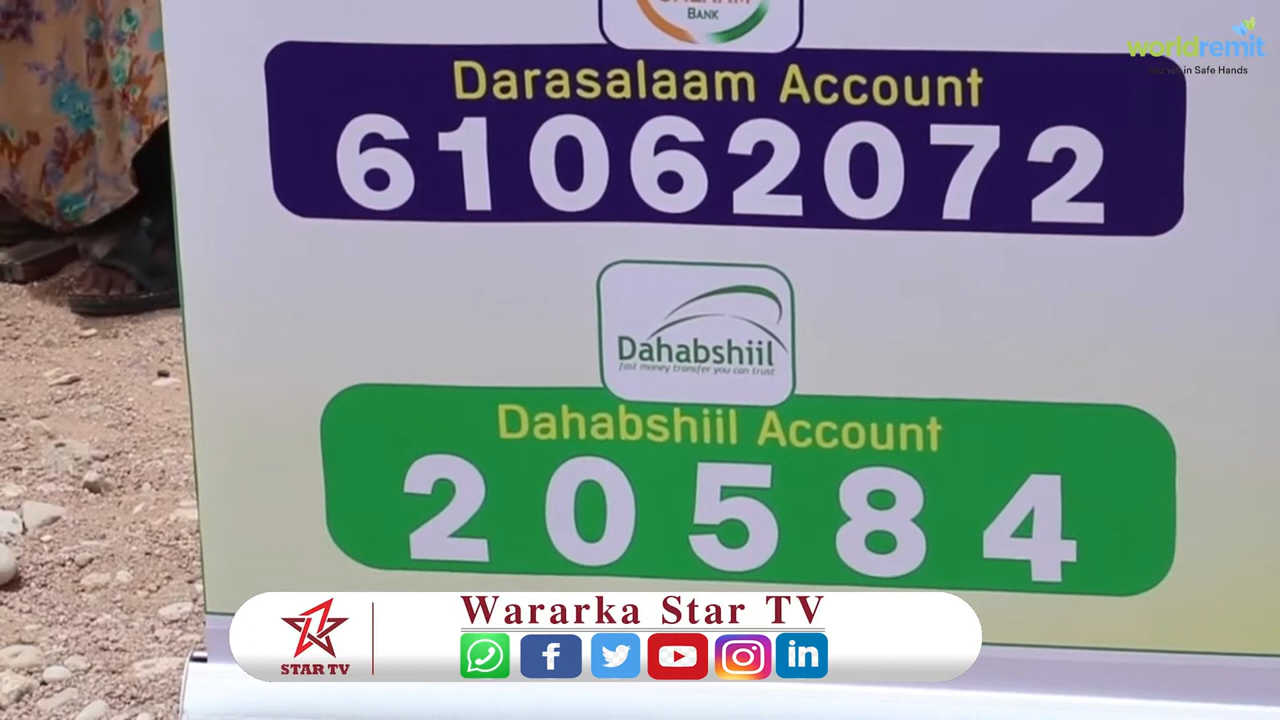 BANK
worldremit
in Safe Hands
Darasalaam Account
61062072
Dahabshiil
fast money transfer you can trust
Dahabshiil Account
20584
Wararka Star TV
STAR TV